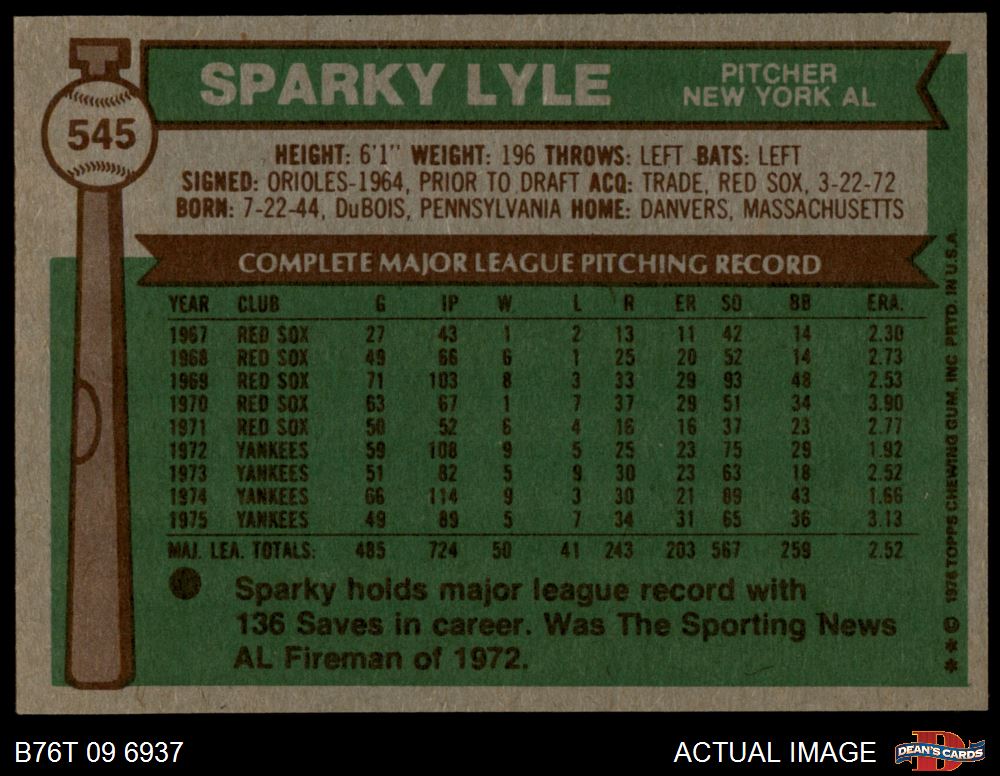 545
SPARKY LYLE
PITCHER
NEW YORK AL
HEIGHT: 6'1" WEIGHT: 196 THROWS: LEFT BATS: LEFT
SIGNED: ORIOLES-1964, PRIOR TO DRAFT ACQ: TRADE, RED SOX, 3-22-72
BORN: 7-22-44, DuBOIS, PENNSYLVANIA HOME: DANVERS, MASSACHUSETTS
COMPLETE MAJOR LEAGUE PITCHING RECORD
YEAR CLUB G IP W L R ER SO BB ERA.
1967 RED SOX 27 43 1 2 13 11 42 14 2.30
1968 RED SOX 49 66 6 1 25 20 52 14 2.73
1969 RED SOX 71 103 8 3 33 29 93 48 2.53
1970 RED SOX 63 67 1 7 37 29 51 34 3.90
1971 RED SOX 50 52 6 4 16 16 37 23 2.77
1972 YANKEES 59 108 9 5 25 23 75 29 1.92
1973 YANKEES 51 82 5 9 30 23 63 18 2.52
1974 YANKEES 66 114 9 3 30 21 89 43 1.66
1975 YANKEES 49 89 5 7 34 31 65 36 3.13
MAJ. LEA. TOTALS: 485 724 50 41 243 203 567 259 2.52
Sparky holds major league record with
136 Saves in career. Was The Sporting News
AL Fireman of 1972.
** © 1976 TOPPS CHEWING GUM, INC PRTD. IN U.S.A.
B76T 09 6937
ACTUAL IMAGE
DEAN'S CARDS